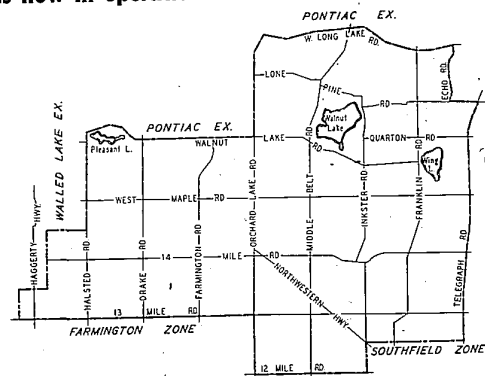 now in opera
PONTIAC EX.
W. LONG LAKE RD.
LONE
PINE RD
ECHO RD.
Walnut Lake
PONTIAC EX.
WALNUT LAKE RD
QUARTON RD
Pleasant L.
Wing L.
WALLED LAKE EX.
WEST MAPLE RD
HAGGERTY HWY.
HALSTED RD
DRAKE RD
FARMINGTON RD
ORCHARD LAKE RD
MIDDLE BELT RD
INKSTER RD
FRANKLIN RD
TELEGRAPH RD
14 MILE RD
NORTHWESTERN HWY.
13 MILE RD
FARMINGTON ZONE
SOUTHFIELD ZONE
12 MILE RD